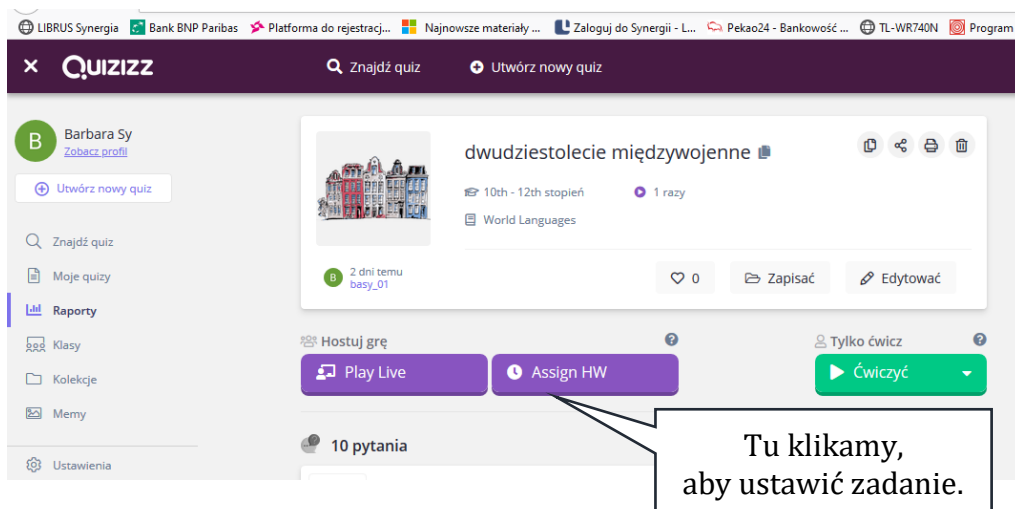 LIBRUS Synergia Bank BNP Paribas Platforma do rejestracj... Najnowsze materiały ... Zaloguj do Synergii - L... Pekao24 - Bankowość ... TL-WR740N Program
QUIZIZZ Znajdź quiz Utwórz nowy quiz
B Barbara Sy
Zobacz profil
Utwórz nowy quiz
Znajdź quiz
Moje quizy
Raporty
Klasy
Kolekcje
Memy
Ustawienia
dwudziestolecie międzywojenne
10th - 12th stopień 1 razy
World Languages
B 2 dni temu
basy_01
0 Zapisać Edytować
Hostuj grę ? Tylko ćwicz ?
Play Live Assign HW Ćwiczyć
10 pytania
Tu klikamy,
aby ustawić zadanie.